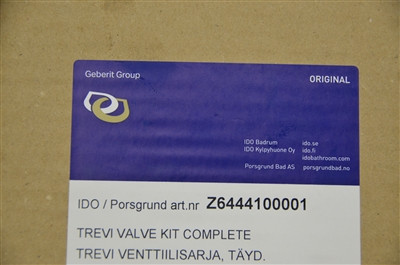 Geberit Group
ORIGINAL
IDO Badrum ido.se
IDO Kylpyhuone Oy ido.fi
idobathroom.com
Porsgrund Bad AS porsgrundbad.no
IDO / Porsgrund art.nr Z6444100001
TREVI VALVE KIT COMPLETE
TREVI VENTTIILISARJA, TÄYD.